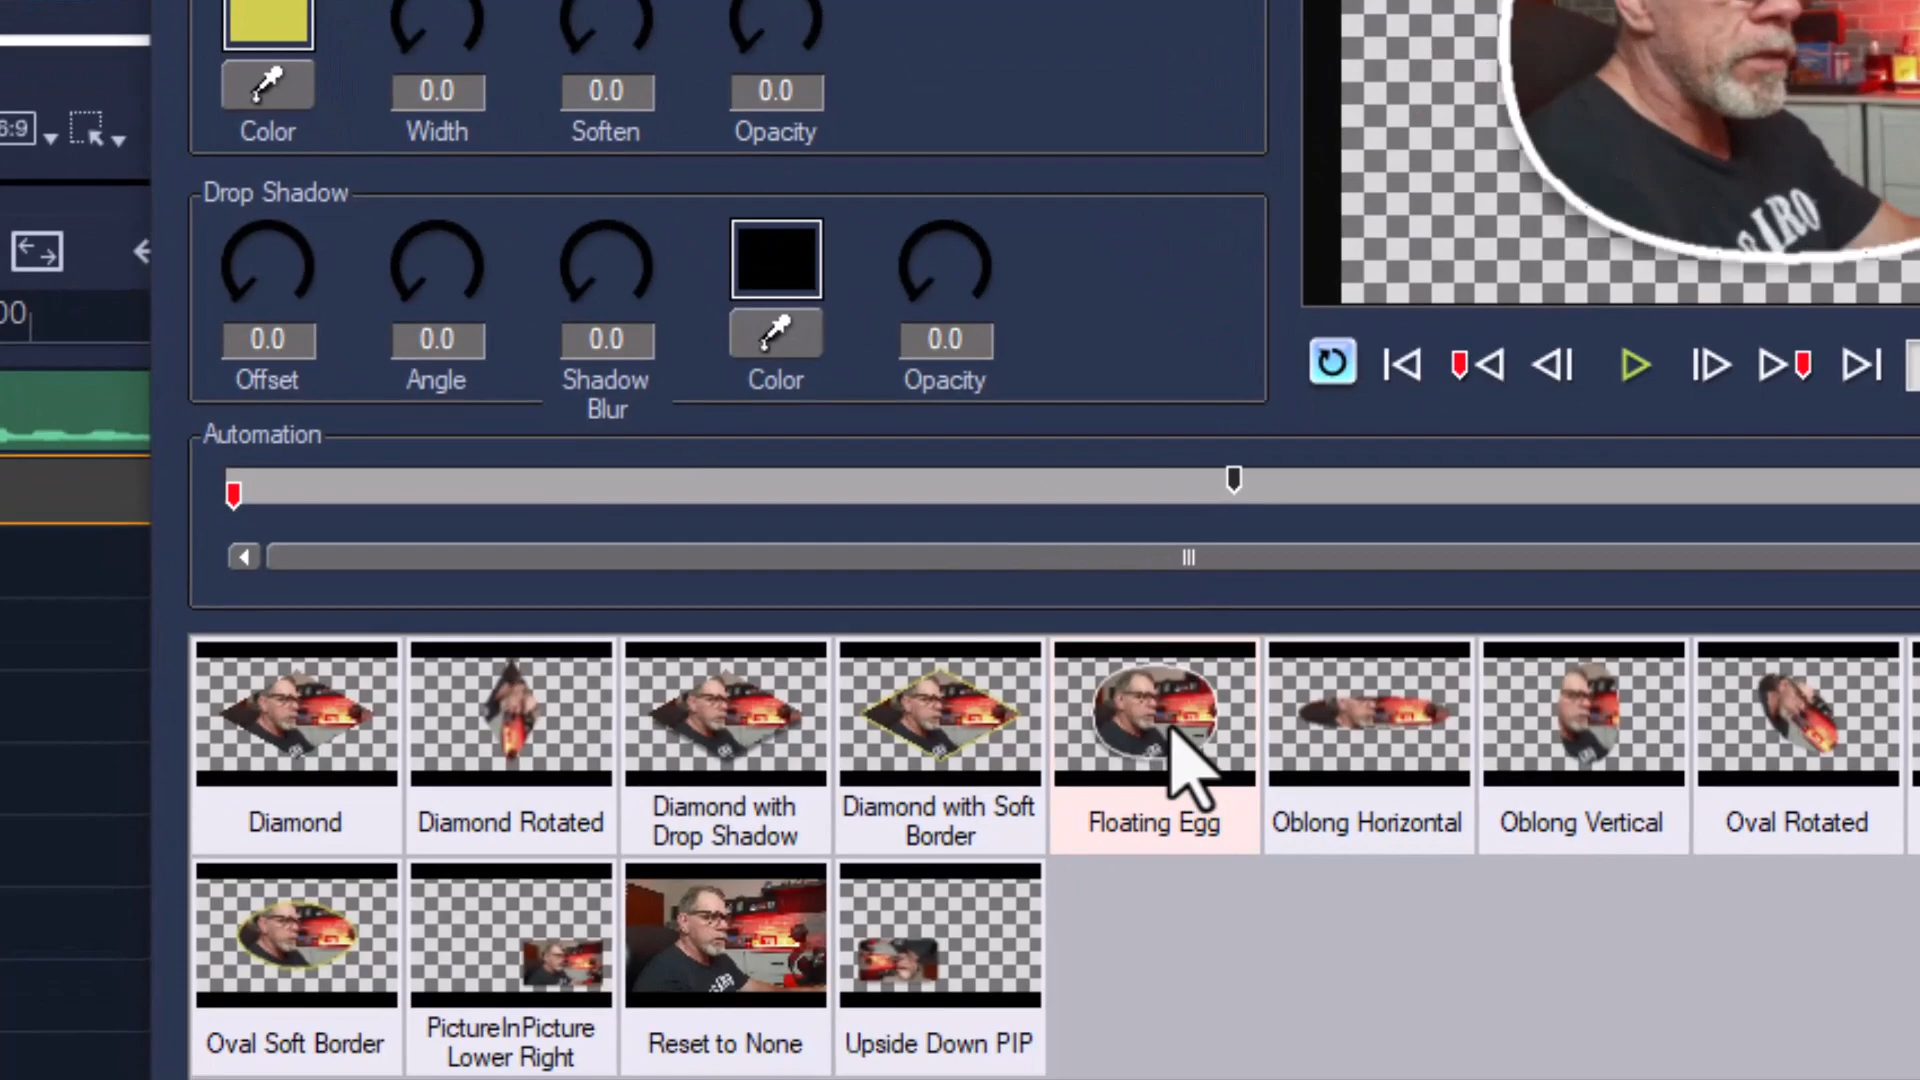 6:9
0.0
0.0
0.0
Color
Width
Soften
Opacity
Drop Shadow
00
0.0
0.0
0.0
0.0
Offset
Angle
Shadow
Blur
Color
Opacity
Automation
Diamond
Diamond Rotated
Diamond with
Drop Shadow
Diamond with Soft
Border
Floating Egg
Oblong Horizontal
Oblong Vertical
Oval Rotated
Oval Soft Border
PictureInPicture
Lower Right
Reset to None
Upside Down PIP